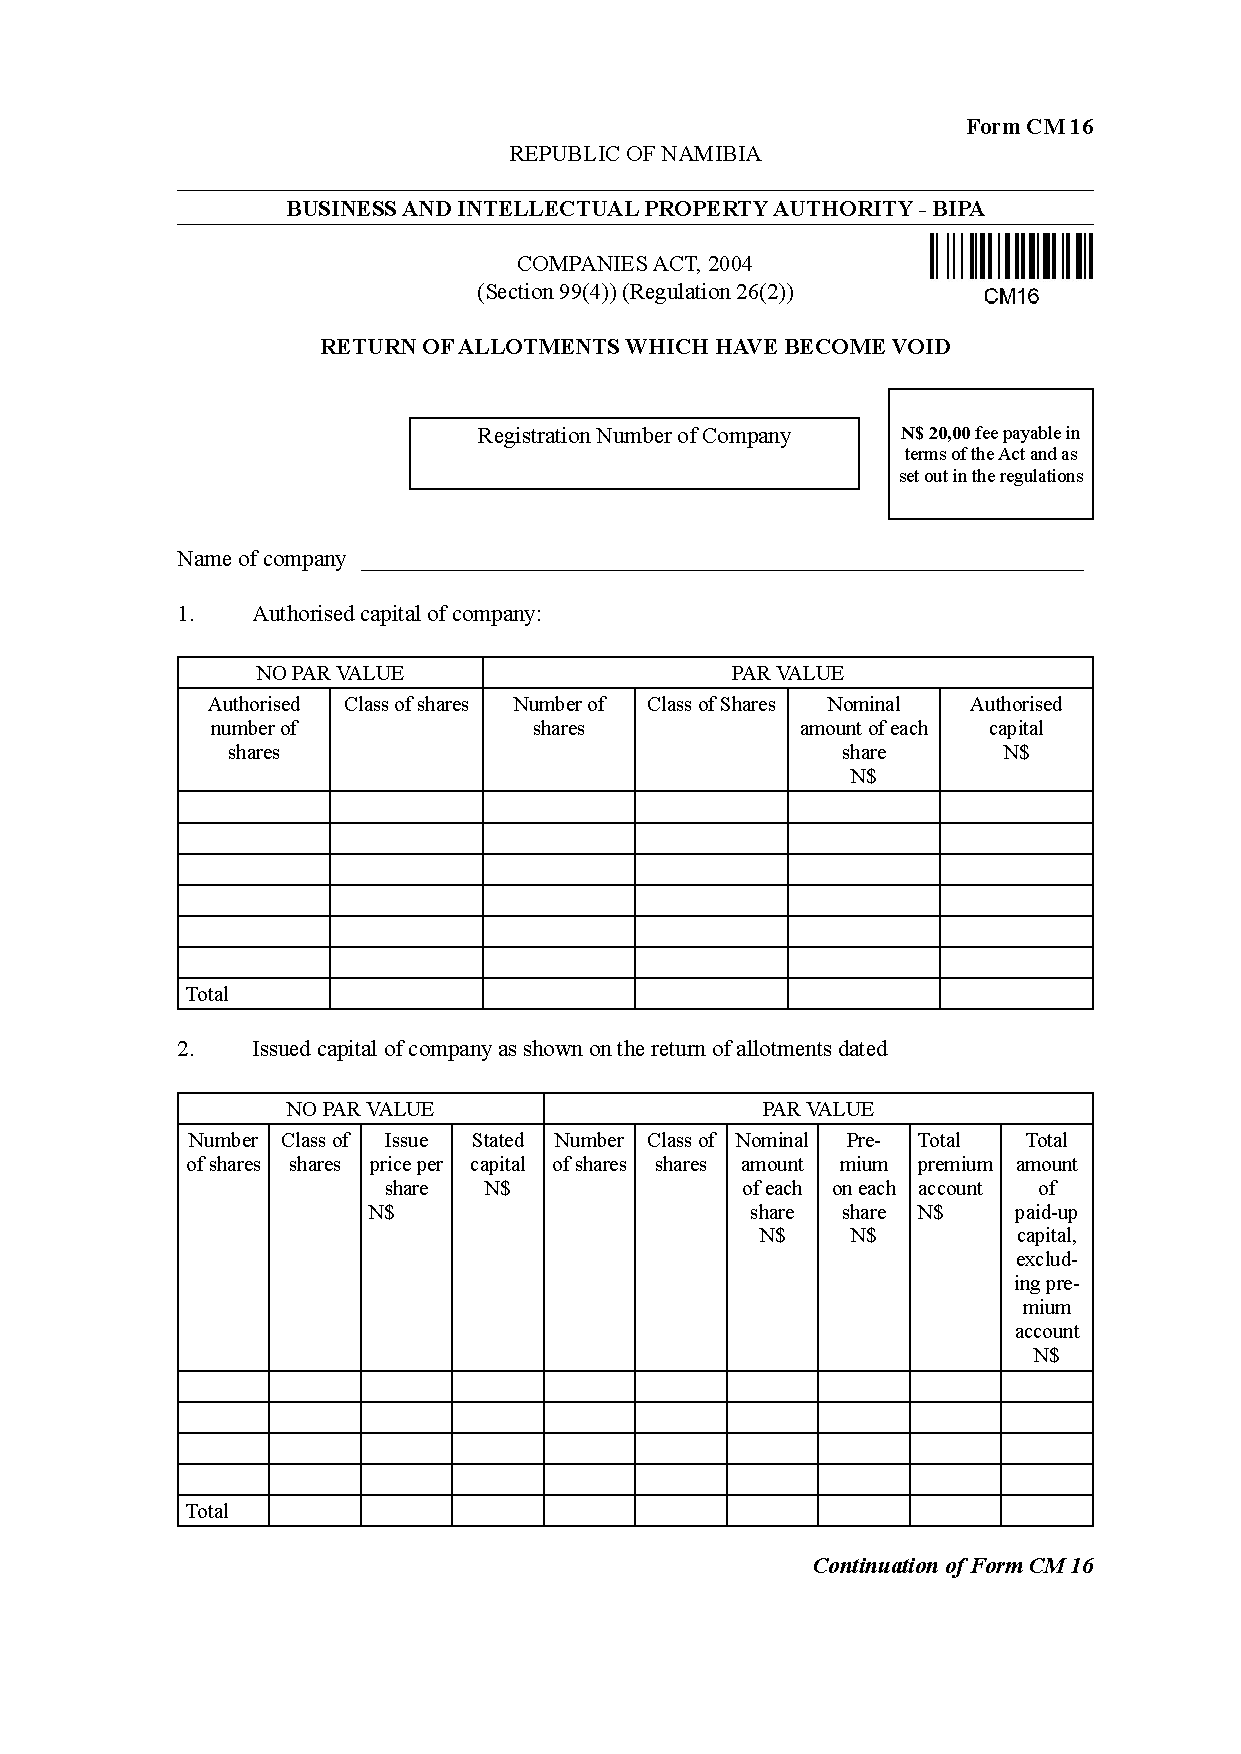 Form CM 16
REPUBLIC OF NAMIBIA
BUSINESS AND INTELLECTUAL PROPERTY AUTHORITY - BIPA
COMPANIES ACT, 2004
(Section 99(4)) (Regulation 26(2))
CM16
RETURN OF ALLOTMENTS WHICH HAVE BECOME VOID
Registration Number of Company
N$ 20,00 fee payable in
terms of the Act and as
set out in the regulations
Name of company
1. Authorised capital of company:
NO PAR VALUE PAR VALUE
Authorised
number of
shares
Class of shares
Number of
shares
Class of Shares
Nominal
amount of each
share
N$
Authorised
capital
N$
Total
2. Issued capital of company as shown on the return of allotments dated
NO PAR VALUE PAR VALUE
Number
of shares
Class of
shares
Issue
price per
share
N$
Stated
capital
N$
Number
of shares
Class of
shares
Nominal
amount
of each
share
N$
Pre-
mium
on each
share
N$
Total
premium
account
N$
Total
amount
of
paid-up
capital,
exclud-
ing pre-
mium
account
N$
Total
Continuation of Form CM 16